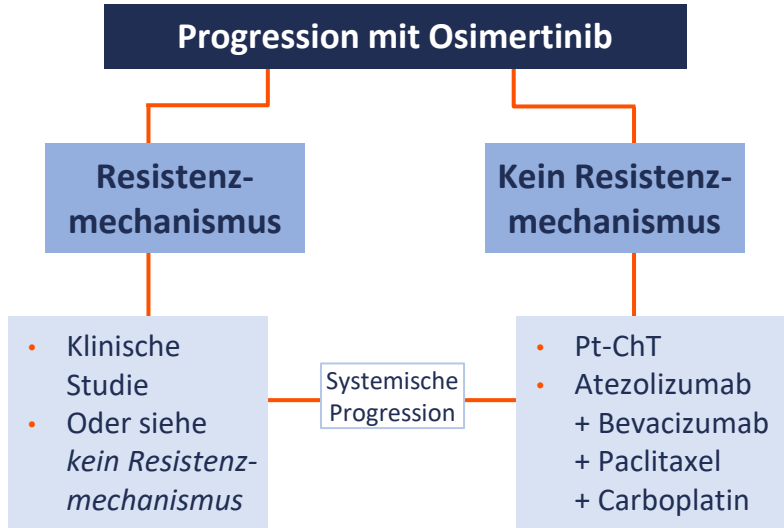 Progression mit Osimertinib
Resistenz-
mechanismus
Kein Resistenz-
mechanismus
• Klinische
Studie
• Oder siehe
kein Resistenz-
mechanismus
Systemische
Progression
• Pt-ChT
• Atezolizumab
+ Bevacizumab
+ Paclitaxel
+ Carboplatin